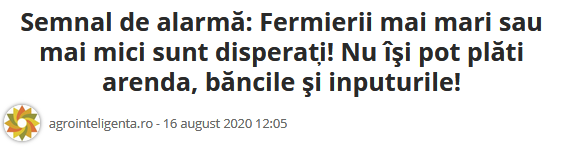 Semnal de alarmă: Fermierii mai mari sau
mai mici sunt disperați! Nu îşi pot plăti
arenda, băncile şi inputurile!
agrointeligenta.ro - 16 august 2020 12:05